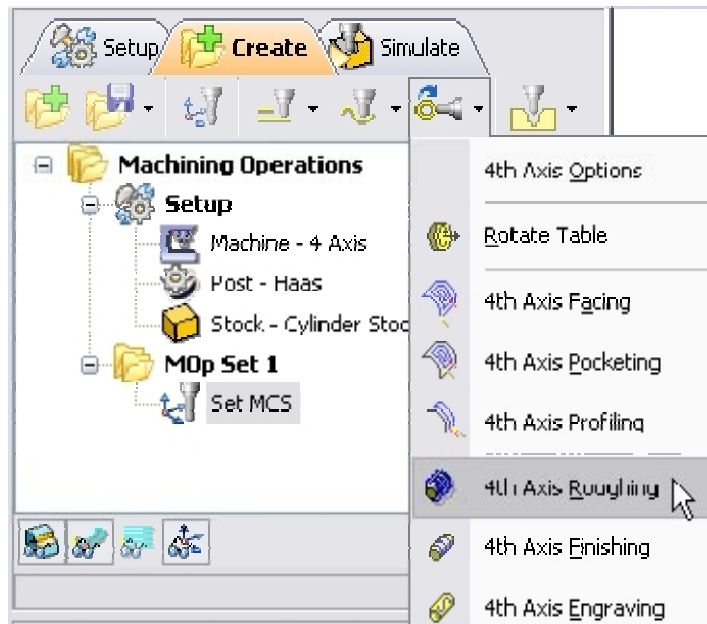 Setup Create Simulate
Machining Operations
Setup
Machine - 4 Axis
Post - Haas
Stock - Cylinder Stoc
MOp Set 1
Set MCS
4th Axis Options
Rotate Table
4th Axis Facing
4th Axis Pocketing
4th Axis Profiling
4th Axis Roughing
4th Axis Finishing
4th Axis Engraving